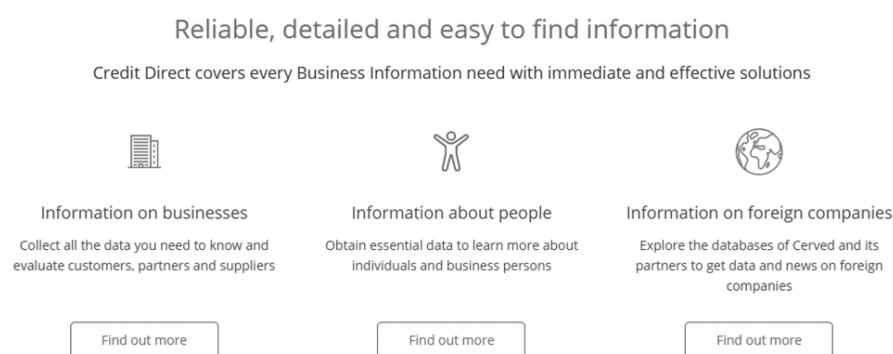 Reliable, detailed and easy to find information
Credit Direct covers every Business Information need with immediate and effective solutions
Information on businesses
Collect all the data you need to know and
evaluate customers, partners and suppliers
Find out more
Information about people
Obtain essential data to learn more about
individuals and business persons
Find out more
Information on foreign companies
Explore the databases of Cerved and its
partners to get data and news on foreign
companies
Find out more